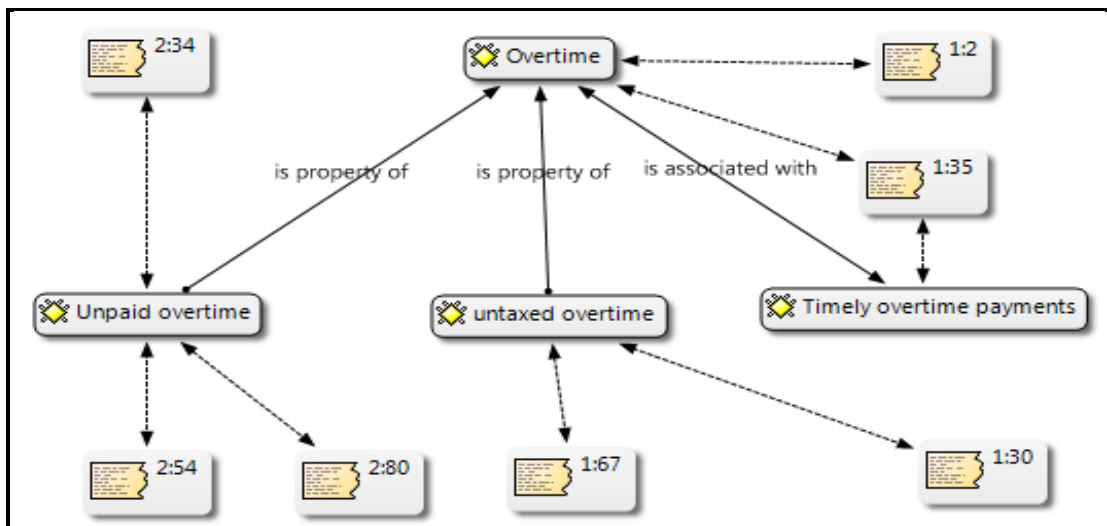 2:34
Overtime
1:2
is property of
is property of
is associated with
1:35
Unpaid overtime
untaxed overtime
Timely overtime payments
2:54
2:80
1:67
1:30